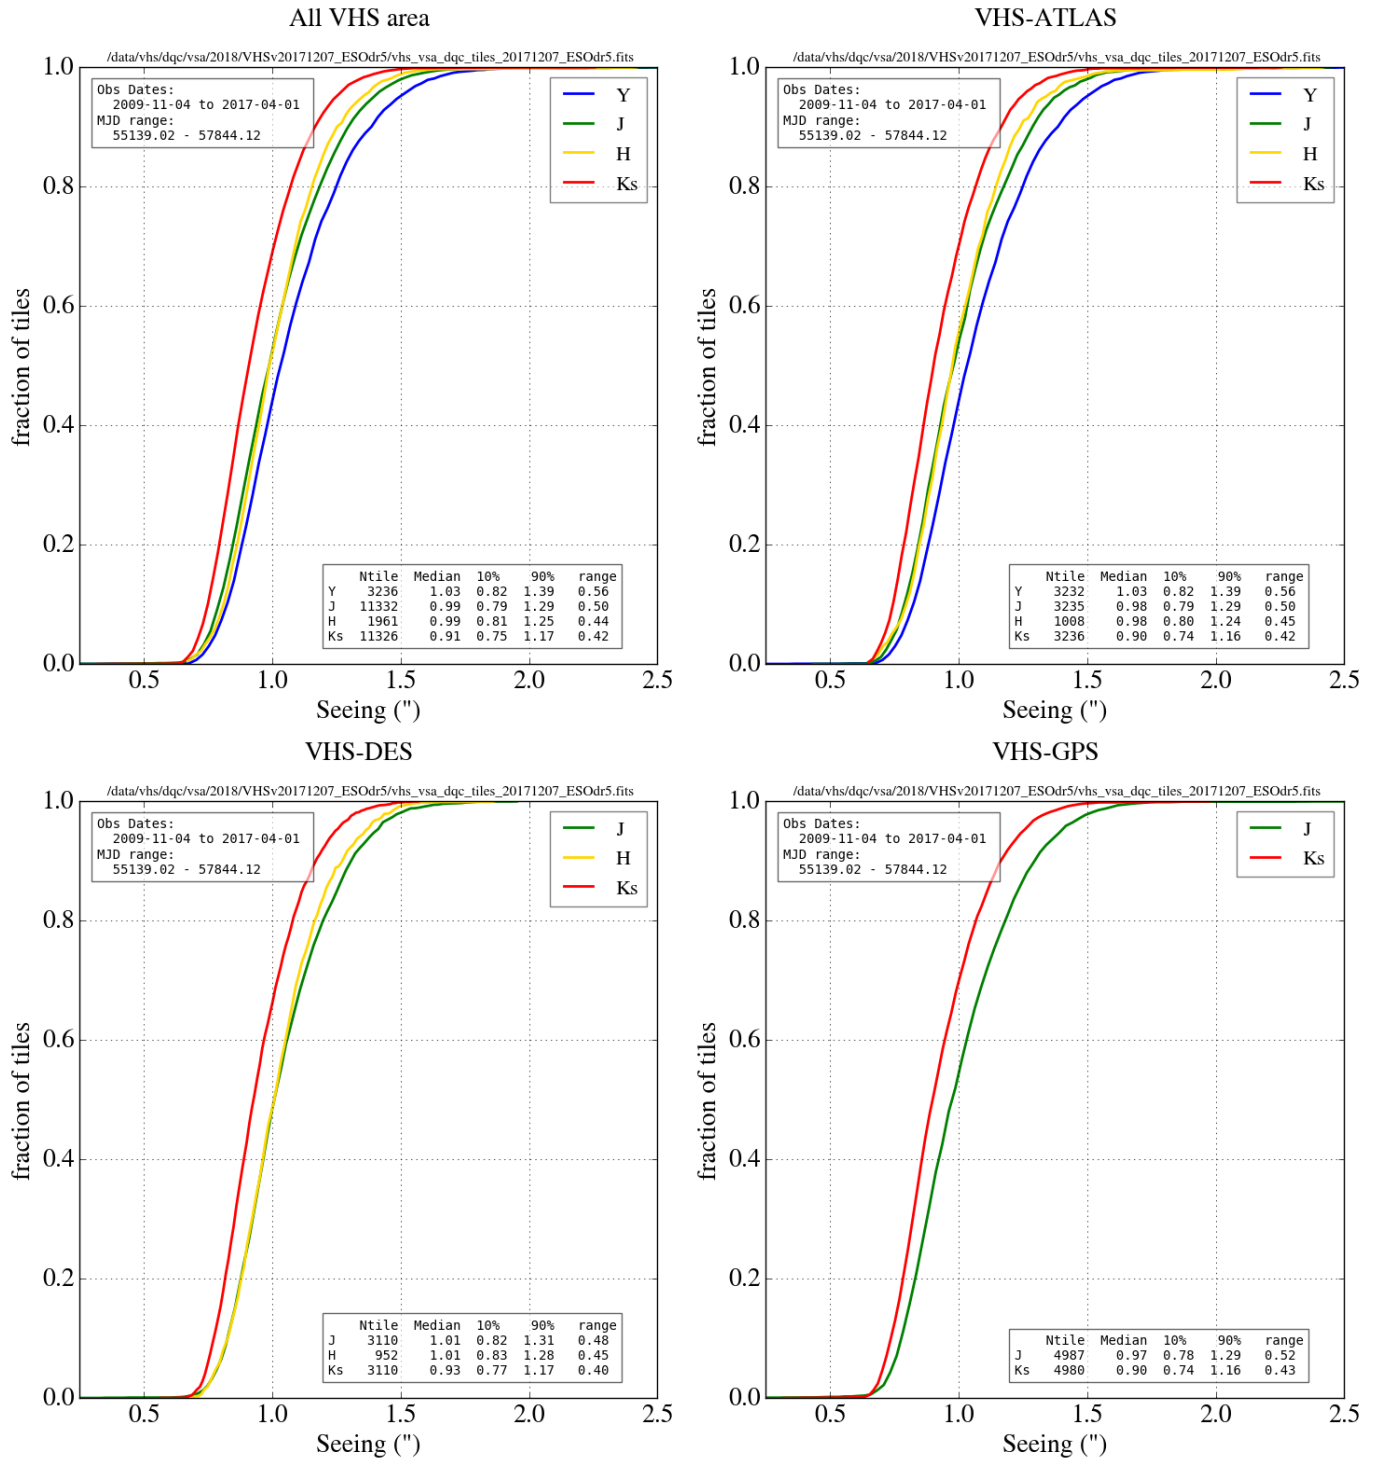 All VHS area
/data/vhs/dqc/vsa/2018/VHSv20171207_ESOdr5/vhs_vsa_dqc_tiles_20171207_ESOdr5.fits
Obs Dates:
2009-11-04 to 2017-04-01
MJD range:
55139.02 - 57844.12
Y
J
H
Ks
1.0
0.8
0.6
0.4
0.2
0.0
fraction of tiles
Ntile Median 10% 90% range
Y 3236 1.03 0.82 1.39 0.56
J 11332 0.99 0.79 1.29 0.50
H 1961 0.99 0.81 1.25 0.44
Ks 11326 0.91 0.75 1.17 0.42
0.5 1.0 1.5 2.0 2.5
Seeing (")
VHS-ATLAS
/data/vhs/dqc/vsa/2018/VHSv20171207_ESOdr5/vhs_vsa_dqc_tiles_20171207_ESOdr5.fits
Obs Dates:
2009-11-04 to 2017-04-01
MJD range:
55139.02 - 57844.12
Y
J
H
Ks
1.0
0.8
0.6
0.4
0.2
0.0
fraction of tiles
Ntile Median 10% 90% range
Y 3232 1.03 0.82 1.39 0.56
J 3235 0.98 0.79 1.29 0.50
H 1008 0.98 0.80 1.24 0.45
Ks 3236 0.90 0.74 1.16 0.42
0.5 1.0 1.5 2.0 2.5
Seeing (")
VHS-DES
/data/vhs/dqc/vsa/2018/VHSv20171207_ESOdr5/vhs_vsa_dqc_tiles_20171207_ESOdr5.fits
Obs Dates:
2009-11-04 to 2017-04-01
MJD range:
55139.02 - 57844.12
J
H
Ks
1.0
0.8
0.6
0.4
0.2
0.0
fraction of tiles
Ntile Median 10% 90% range
J 3110 1.01 0.82 1.31 0.48
H 952 1.01 0.83 1.28 0.45
Ks 3110 0.93 0.77 1.17 0.40
0.5 1.0 1.5 2.0 2.5
Seeing (")
VHS-GPS
/data/vhs/dqc/vsa/2018/VHSv20171207_ESOdr5/vhs_vsa_dqc_tiles_20171207_ESOdr5.fits
Obs Dates:
2009-11-04 to 2017-04-01
MJD range:
55139.02 - 57844.12
J
Ks
1.0
0.8
0.6
0.4
0.2
0.0
fraction of tiles
Ntile Median 10% 90% range
J 4987 0.97 0.78 1.29 0.52
Ks 4980 0.90 0.74 1.16 0.43
0.5 1.0 1.5 2.0 2.5
Seeing (")